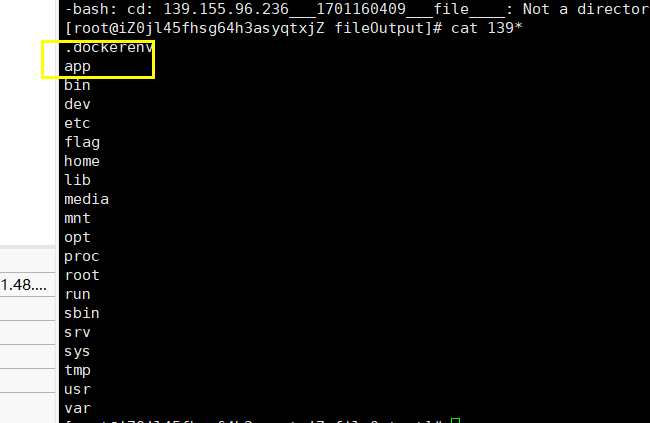 -bash: cd: 139.155.96.236___1701160409___file____: Not a director
[root@iZ0jl45fhsg64h3asyqtxjZ fileOutput]# cat 139*
.dockerenv
app
bin
dev
etc
flag
home
lib
media
mnt
opt
proc
root
1.48....
run
sbin
srv
sys
tmp
usr
var